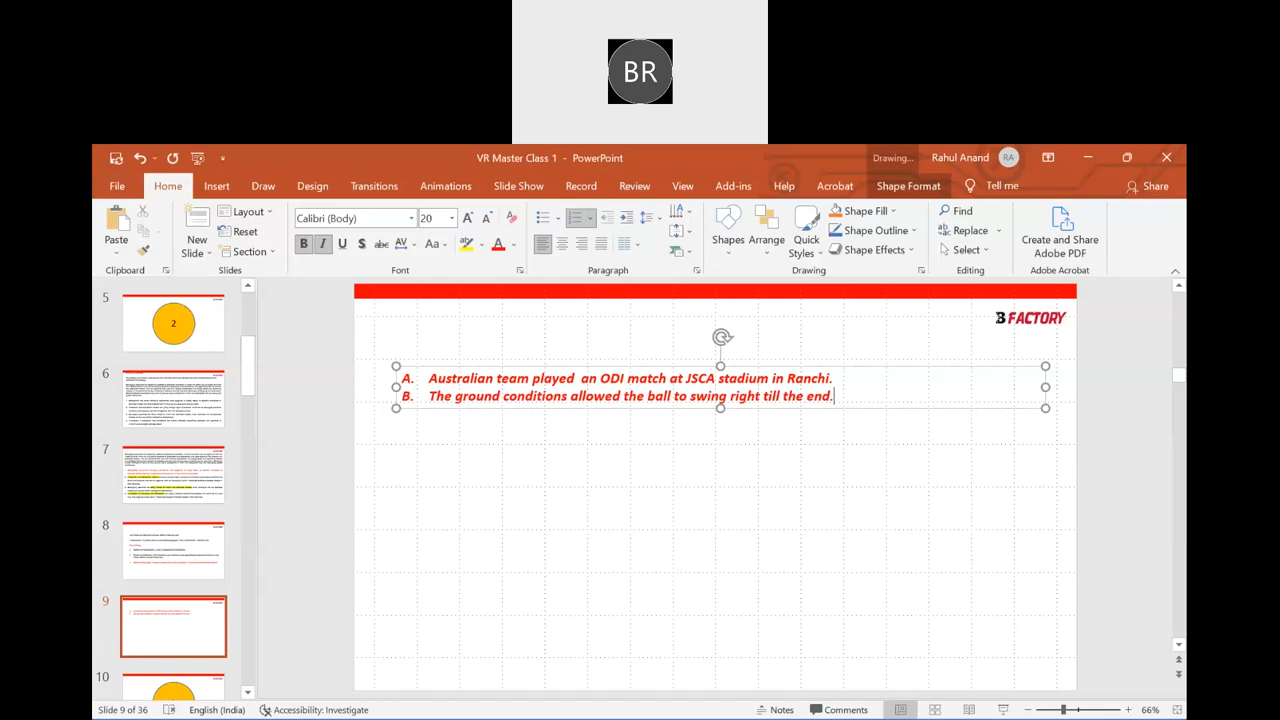 BR
VR Master Class 1 - PowerPoint
Drawing...
Rahul Anand
RA
File Home Insert Draw Design Transitions Animations Slide Show Record Review View Add-ins Help Acrobat Shape Format Tell me Share
Paste
Clipboard
New Slide
Layout
Reset
Section
Slides
Calibri (Body) 20
B I U S abc AV Aa A
Font
Paragraph
Shapes
Arrange
Quick Styles
Shape Fill
Shape Outline
Shape Effects
Drawing
Find
Replace
Select
Editing
Create and Share Adobe PDF
Adobe Acrobat
5
2
6
7
8
9
10
3 FACTORY
A. Australian team played an ODI match at JSCA stadium in Ranchi.
B. The ground conditions allowed the ball to swing right till the end.
Slide 9 of 36 English (India) Accessibility: Investigate Notes Comments 66%